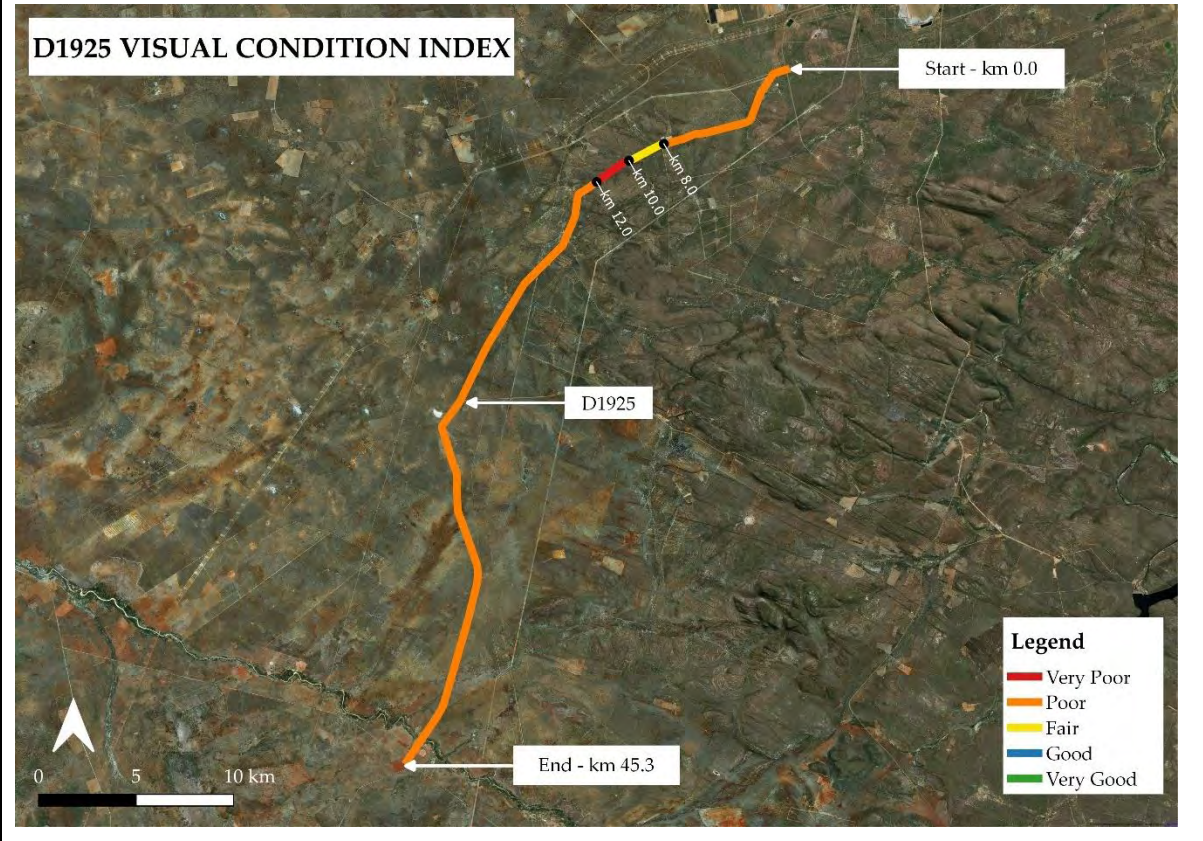 D1925 VISUAL CONDITION INDEX
Start - km 0.0
km 8.0
km 10.0
km 12.0
D1925
End - km 45.3
Legend
Very Poor
Poor
Fair
Good
Very Good
0 5 10 km